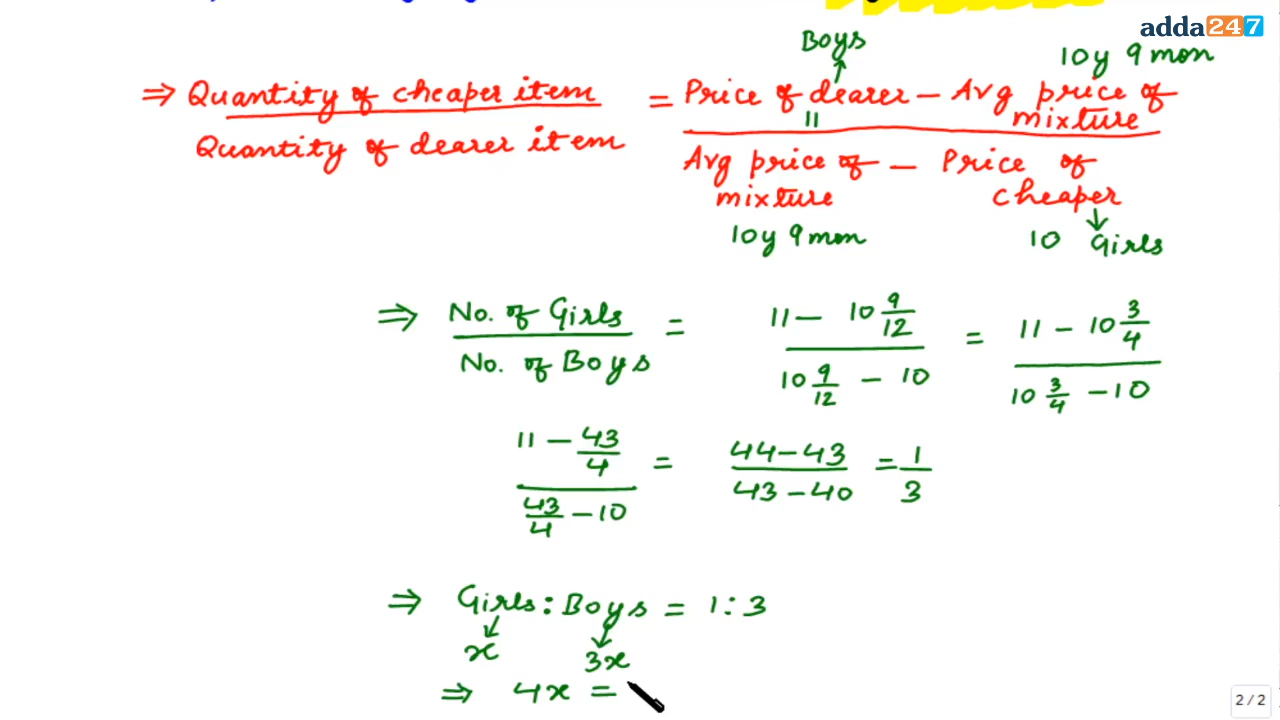 adda247
Boys
10y 9mon
⇒ Quantity of cheaper item = Price of dearer – Avg price of
mixture
11
Quantity of dearer item
Avg price of – Price of
mixture cheaper
10y 9mon 10 Girls
⇒ No. of Girls = 11 – 10 9/12 = 11 – 10 3/4
No. of Boys 10 9/12 – 10 10 3/4 – 10
11 – 43/4 = 44 – 43 = 1
43/4 – 10 43 – 40 3
⇒ Girls : Boys = 1 : 3
x 3x
⇒ 4x =
2/2